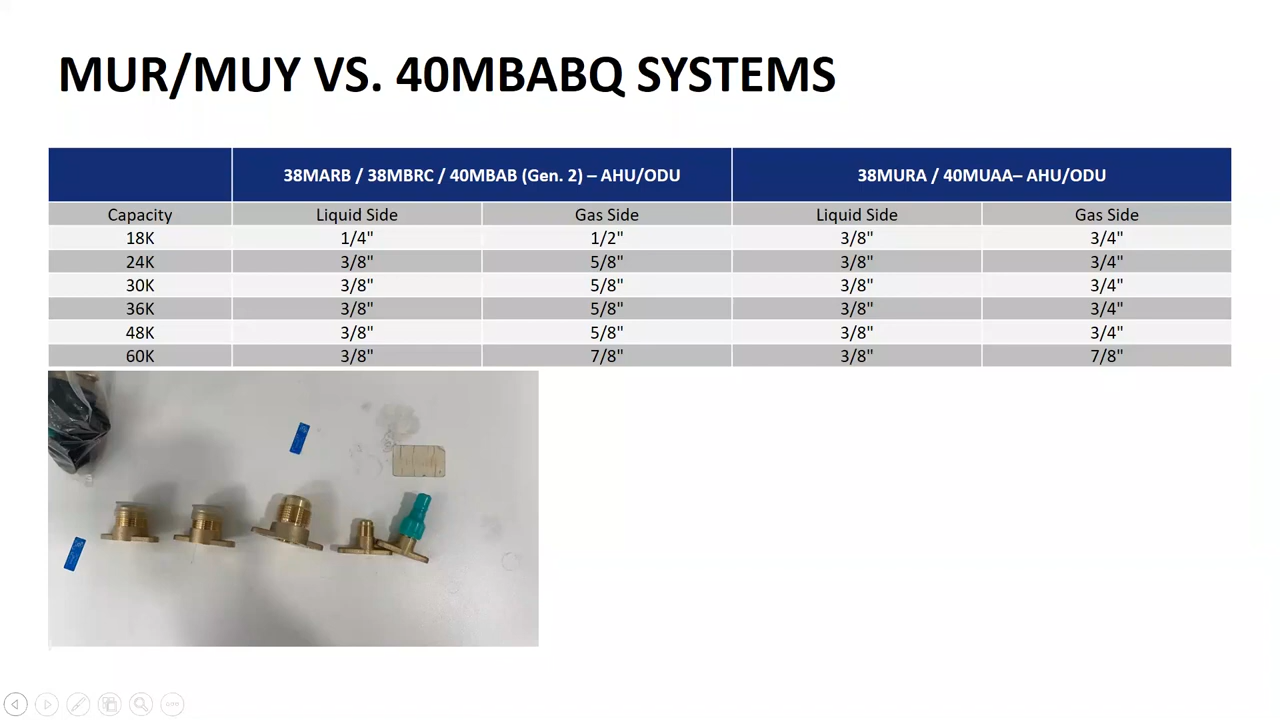 MUR/MUY VS. 40MBABQ SYSTEMS
38MARB / 38MBRC / 40MBAB (Gen. 2) – AHU/ODU 38MURA / 40MUAA– AHU/ODU
Capacity Liquid Side Gas Side Liquid Side Gas Side
18K 1/4" 1/2" 3/8" 3/4"
24K 3/8" 5/8" 3/8" 3/4"
30K 3/8" 5/8" 3/8" 3/4"
36K 3/8" 5/8" 3/8" 3/4"
48K 3/8" 5/8" 3/8" 3/4"
60K 3/8" 7/8" 3/8" 7/8"